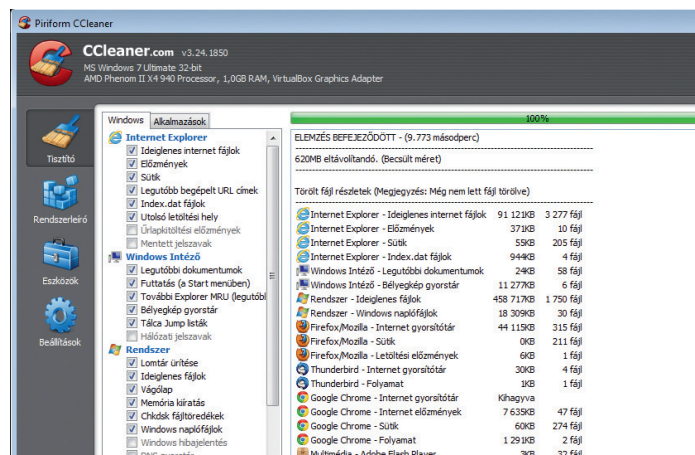 Piriform CCleaner
CCleaner.com v3.24.1850
MS Windows 7 Ultimate 32-bit
AMD Phenom II X4 940 Processor, 1,0GB RAM, VirtualBox Graphics Adapter
Tisztító
Rendszerleíró
Eszközök
Beállítások
Windows
Alkalmazások
Internet Explorer
Ideiglenes internet fájlok
Előzmények
Sütik
Legutóbb begépelt URL címek
Index.dat fájlok
Utolsó letöltési hely
Űrlapkitöltési előzmények
Mentett jelszavak
Windows Intéző
Legutóbbi dokumentumok
Futtatás (a Start menüben)
További Explorer MRU (legutóbl
Bélyegkép gyorstár
Tálca Jump listák
Hálózati jelszavak
Rendszer
Lomtár ürítése
Ideiglenes fájlok
Vágólap
Memória kiíratás
Chkdsk fájltöredékek
Windows naplófájlok
Windows hibajelentés
DNS gyorstár
100%
ELEMZÉS BEFEJEZŐDÖTT - (9.773 másodperc)
620MB eltávolítandó. (Becsült méret)
Törölt fájl részletek (Megjegyzés: Még nem lett fájl törölve)
Internet Explorer - Ideiglenes internet fájlok 91 121KB 3 277 fájl
Internet Explorer - Előzmények 371KB 10 fájl
Internet Explorer - Sütik 55KB 205 fájl
Internet Explorer - Index.dat fájlok 944KB 4 fájl
Windows Intéző - Legutóbbi dokumentumok 24KB 58 fájl
Windows Intéző - Bélyegkép gyorstár 11 277KB 6 fájl
Rendszer - Ideiglenes fájlok 458 717KB 1 750 fájl
Rendszer - Windows naplófájlok 18 309KB 30 fájl
Firefox/Mozilla - Internet gyorsítótár 44 115KB 315 fájl
Firefox/Mozilla - Sütik 0KB 211 fájl
Firefox/Mozilla - Letöltési előzmények 6KB 1 fájl
Thunderbird - Internet gyorsítótár 30KB 4 fájl
Thunderbird - Folyamat 1KB 1 fájl
Google Chrome - Internet gyorsítótár Kihagyva
Google Chrome - Internet előzmények 7 635KB 47 fájl
Google Chrome - Sütik 60KB 274 fájl
Google Chrome - Folyamat 1 291KB 2 fájl
Multimédia - Adobe Flash Player 3KB 32 fájl